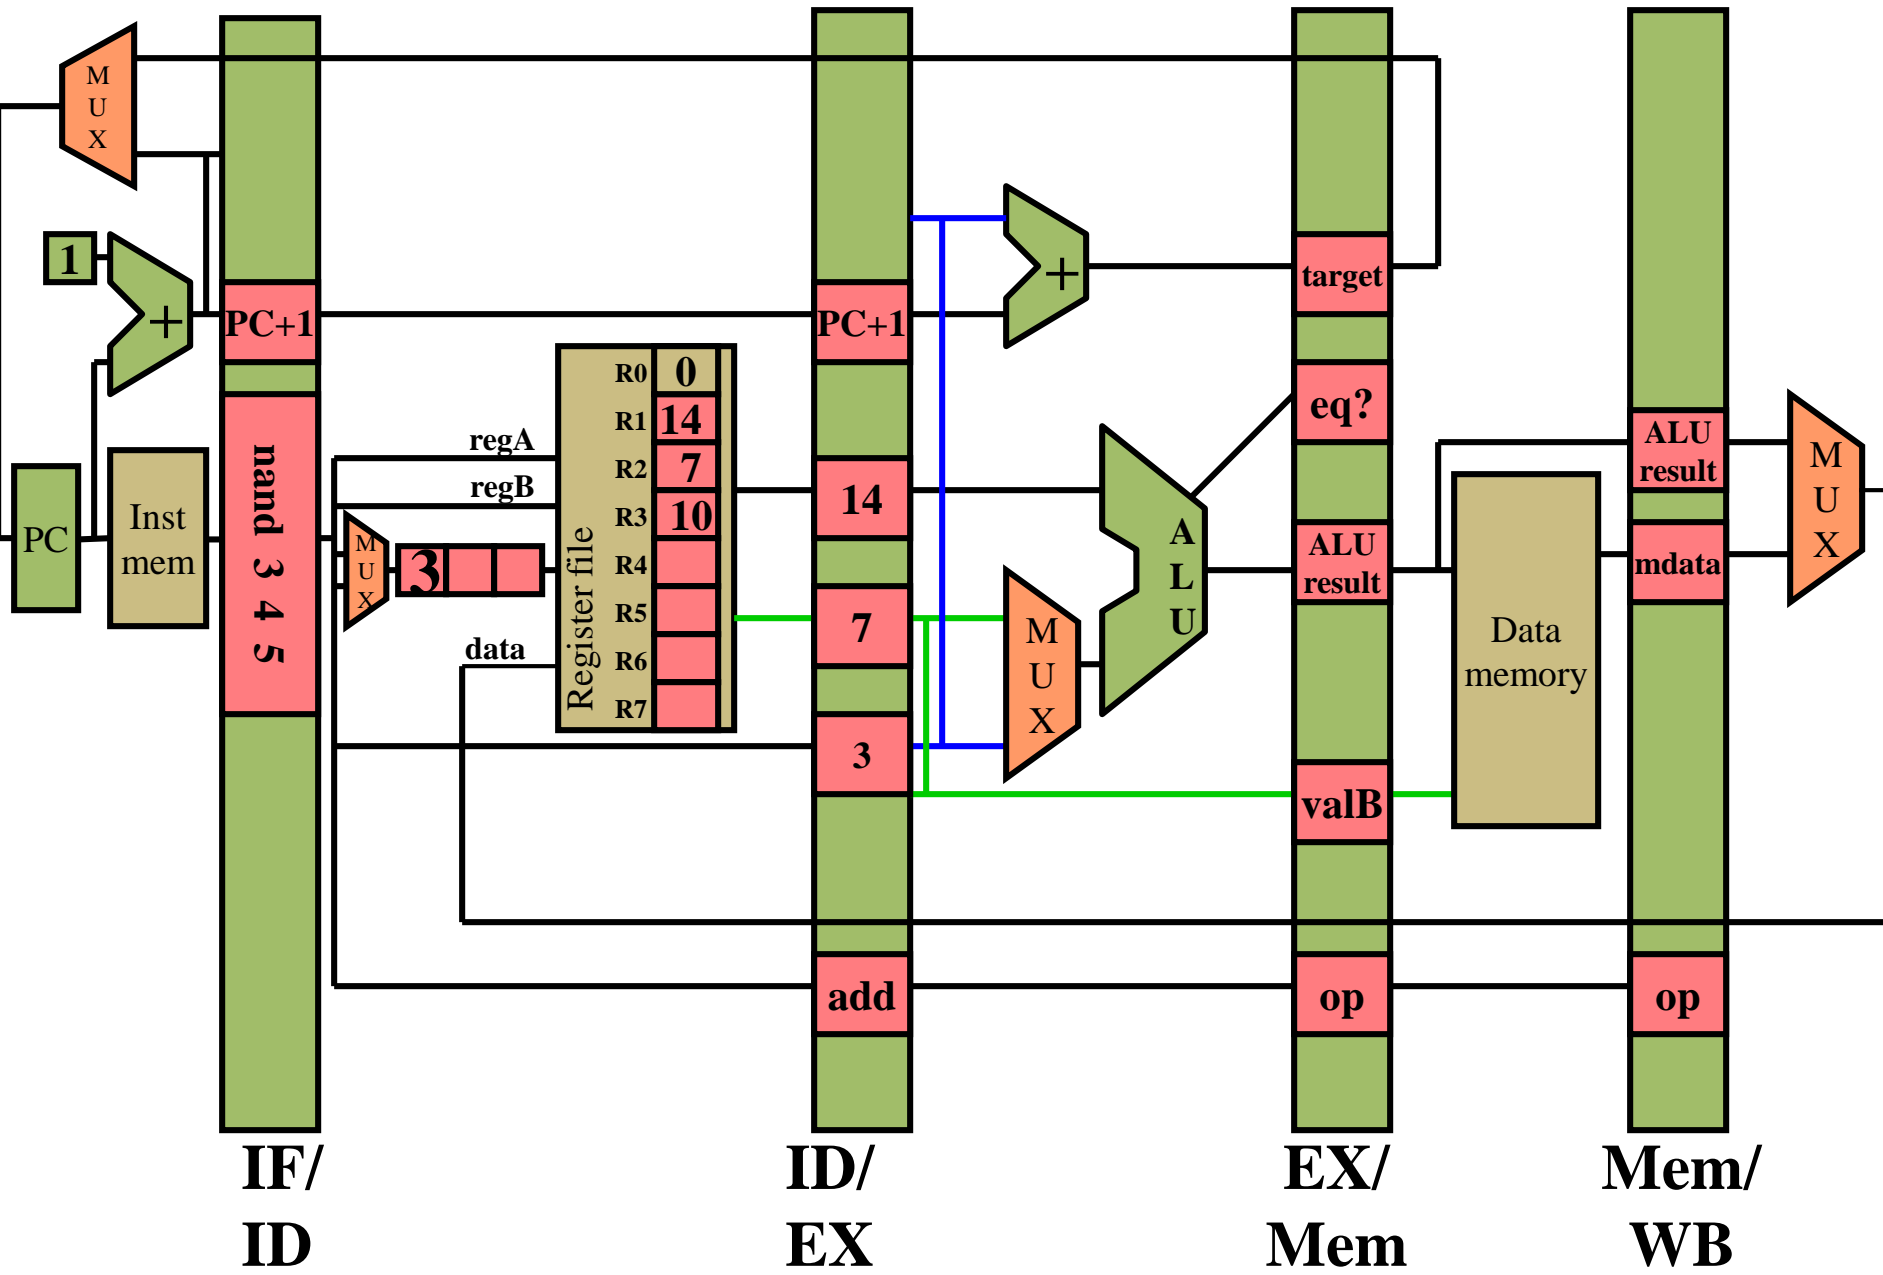 M
U
X
1
+
PC+1
PC
Inst
mem
nand 3 4 5
regA
regB
M
U
X
3
data
Register file
R0 0
R1 14
R2 7
R3 10
R4
R5
R6
R7
PC+1
14
7
3
add
+
M
U
X
A
L
U
target
eq?
ALU
result
valB
op
Data
memory
ALU
result
mdata
op
M
U
X
IF/
ID
ID/
EX
EX/
Mem
Mem/
WB